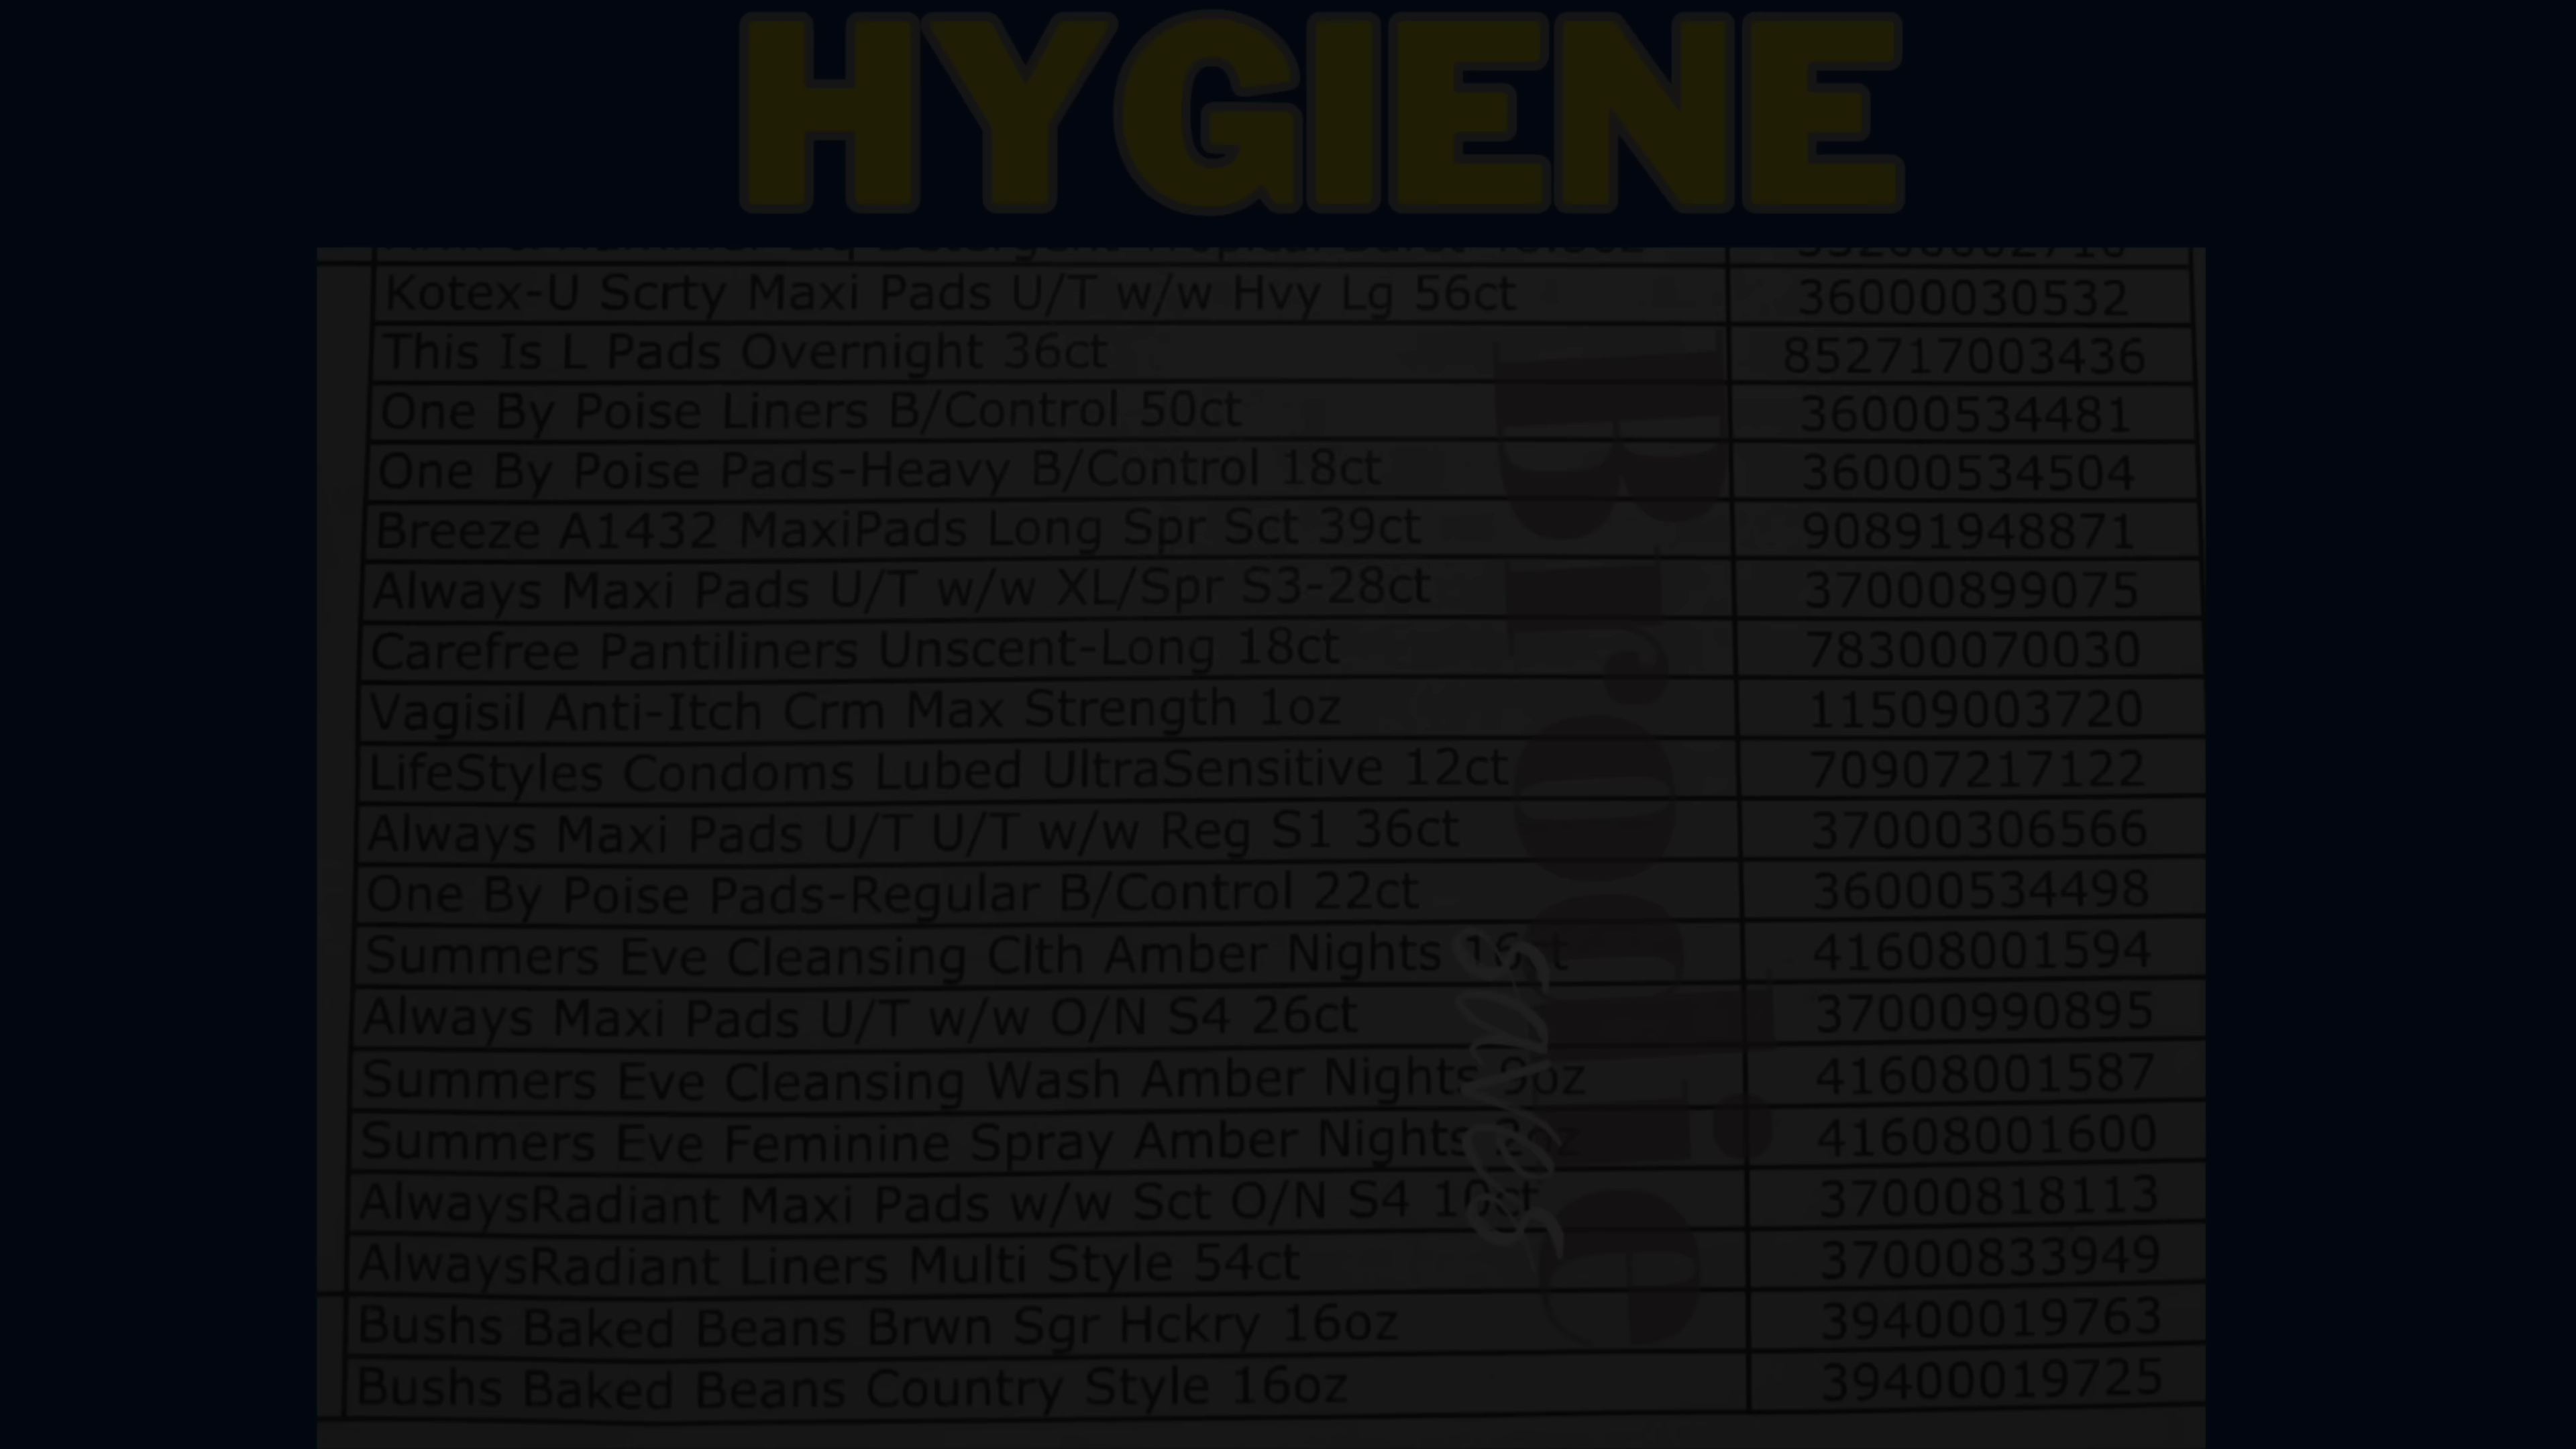 HYGIENE
Kotex-U Scrty Maxi Pads U/T w/w Hvy Lg 56ct 36000030532
This Is L Pads Overnight 36ct 852717003436
One By Poise Liners B/Control 50ct 36000534481
One By Poise Pads-Heavy B/Control 18ct 36000534504
Breeze A1432 MaxiPads Long Spr Sct 39ct 90891948871
Always Maxi Pads U/T w/w XL/Spr S3-28ct 37000899075
Carefree Pantiliners Unscent-Long 18ct 78300070030
Vagisil Anti-Itch Crm Max Strength 1oz 11509003720
LifeStyles Condoms Lubed UltraSensitive 12ct 70907217122
Always Maxi Pads U/T U/T w/w Reg S1 36ct 37000306566
One By Poise Pads-Regular B/Control 22ct 36000534498
Summers Eve Cleansing Clth Amber Nights 16ct 41608001594
Always Maxi Pads U/T w/w O/N S4 26ct 37000990895
Summers Eve Cleansing Wash Amber Nights 9oz 41608001587
Summers Eve Feminine Spray Amber Nights 41608001600
AlwaysRadiant Maxi Pads w/w Sct O/N S4 10ct 37000818113
AlwaysRadiant Liners Multi Style 54ct 37000833949
Bushs Baked Beans Brwn Sgr Hckry 16oz 39400019763
Bushs Baked Beans Country Style 16oz 39400019725